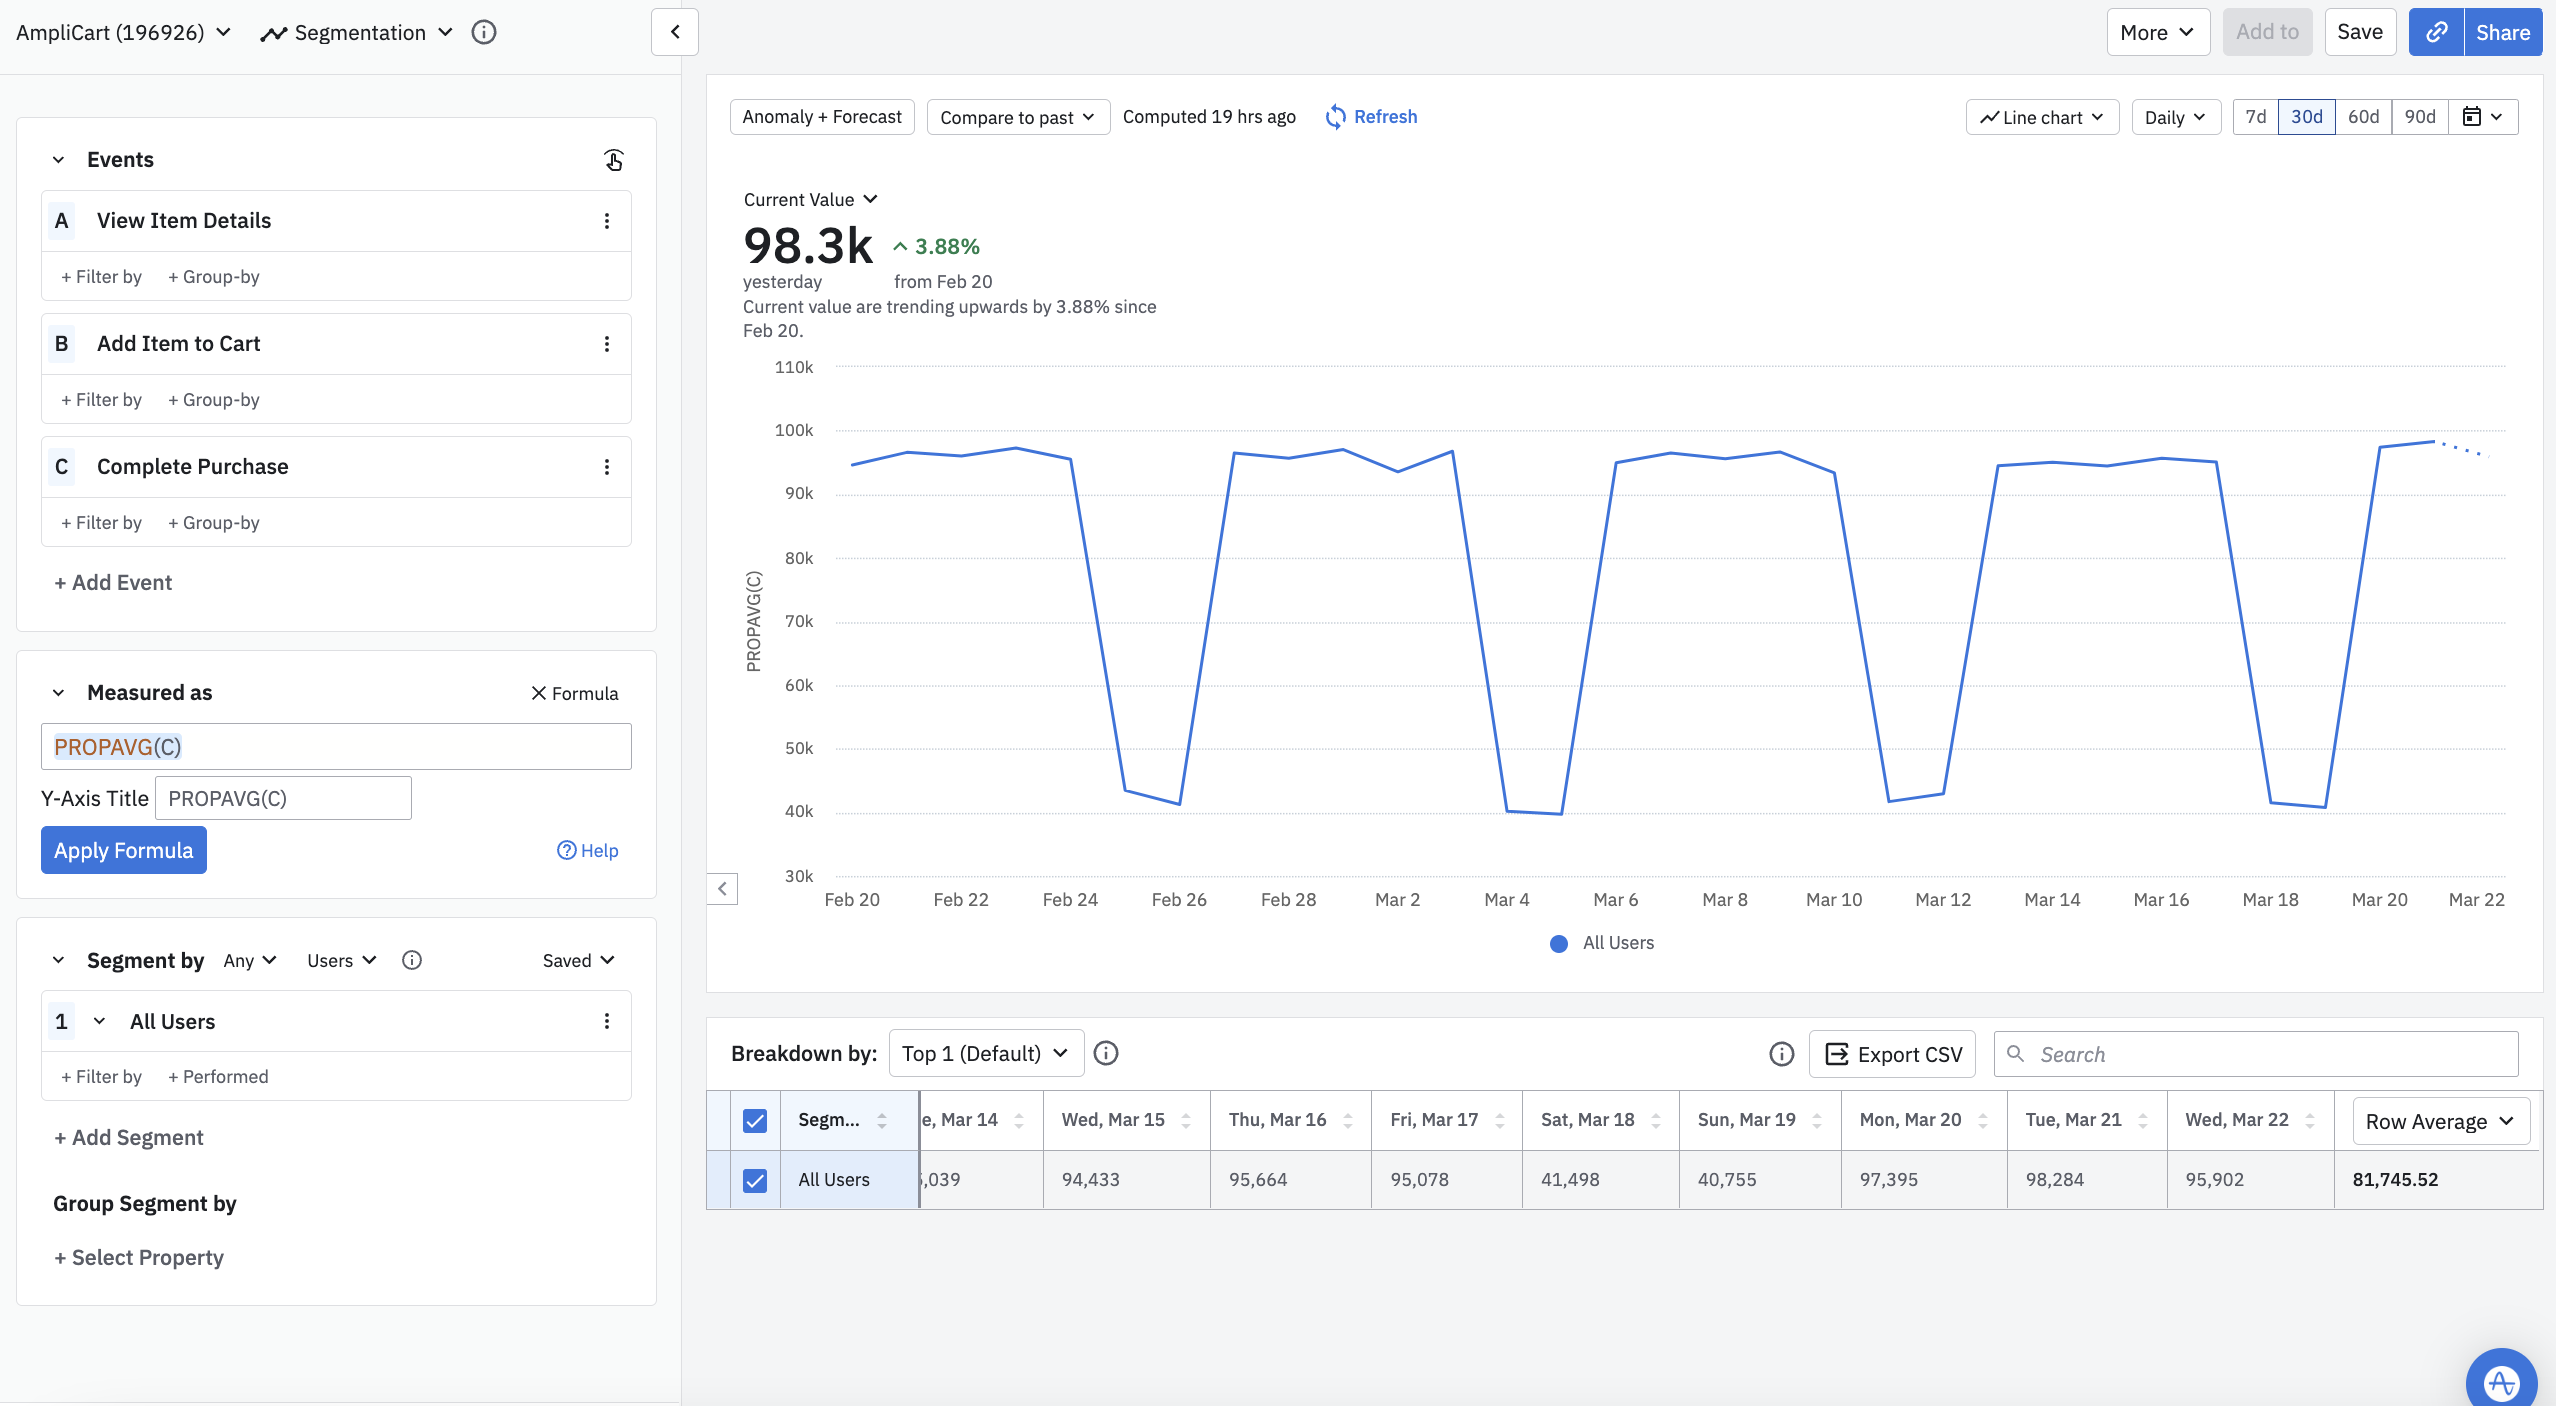 AmpliCart (196926)
Segmentation
More
Add to
Save
Share
Events
A View Item Details
+ Filter by + Group-by
B Add Item to Cart
+ Filter by + Group-by
C Complete Purchase
+ Filter by + Group-by
+ Add Event
Measured as
Formula
PROPAVG(C)
Y-Axis Title PROPAVG(C)
Apply Formula
Help
Segment by Any Users Saved
1 All Users
+ Filter by + Performed
+ Add Segment
Group Segment by
+ Select Property
Anomaly + Forecast
Compare to past
Computed 19 hrs ago
Refresh
Line chart
Daily
7d 30d 60d 90d
Current Value
98.3k 3.88%
yesterday from Feb 20
Current value are trending upwards by 3.88% since
Feb 20.
110k
100k
90k
80k
70k
60k
50k
40k
30k
PROPAVG(C)
Feb 20 Feb 22 Feb 24 Feb 26 Feb 28 Mar 2 Mar 4 Mar 6 Mar 8 Mar 10 Mar 12 Mar 14 Mar 16 Mar 18 Mar 20 Mar 22
All Users
Breakdown by: Top 1 (Default)
Export CSV
Search
Segm... e, Mar 14 Wed, Mar 15 Thu, Mar 16 Fri, Mar 17 Sat, Mar 18 Sun, Mar 19 Mon, Mar 20 Tue, Mar 21 Wed, Mar 22 Row Average
All Users ,039 94,433 95,664 95,078 41,498 40,755 97,395 98,284 95,902 81,745.52